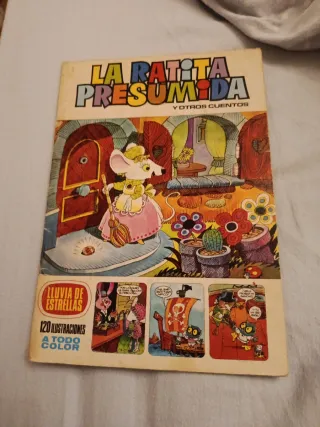 LA RATITA
PRESUMIDA
Y OTROS CUENTOS
LLUVIA DE
ESTRELLAS
120 ILUSTRACIONES
A TODO
COLOR